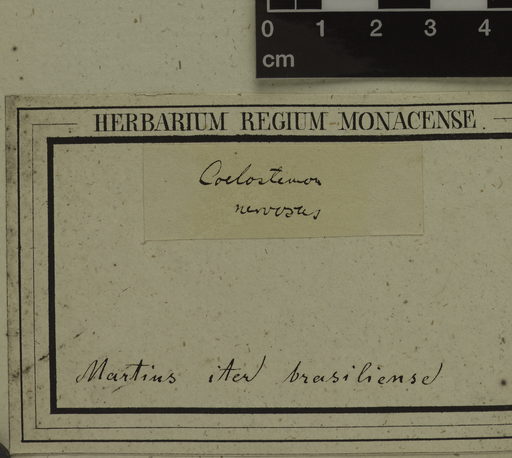 0 1 2 3 4
cm
HERBARIUM REGIUM MONACENSE.
Coelostemon
nervosus
Martius iter brasiliense